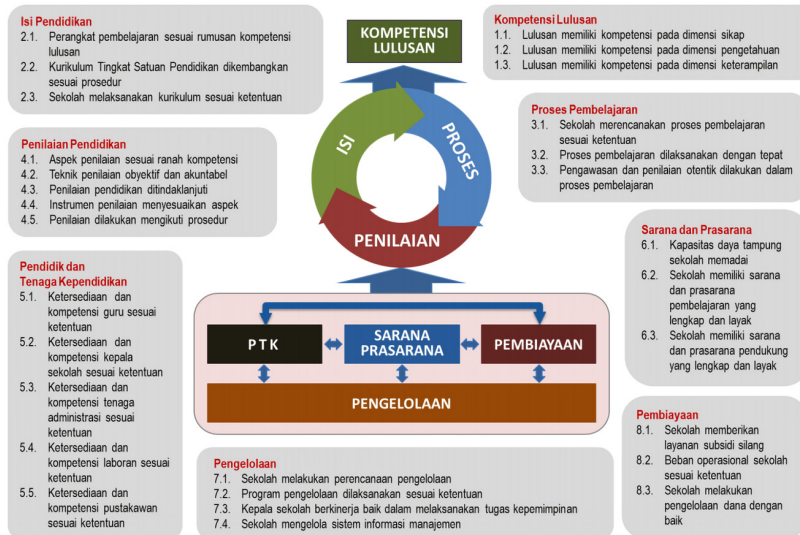 Isi Pendidikan
2.1. Perangkat pembelajaran sesuai rumusan kompetensi
lulusan
2.2. Kurikulum Tingkat Satuan Pendidikan dikembangkan
sesuai prosedur
2.3. Sekolah melaksanakan kurikulum sesuai ketentuan
KOMPETENSI
LULUSAN
Kompetensi Lulusan
1.1. Lulusan memiliki kompetensi pada dimensi sikap
1.2. Lulusan memiliki kompetensi pada dimensi pengetahuan
1.3. Lulusan memiliki kompetensi pada dimensi keterampilan
Penilaian Pendidikan
4.1. Aspek penilaian sesuai ranah kompetensi
4.2. Teknik penilaian obyektif dan akuntabel
4.3. Penilaian pendidikan ditindaklanjuti
4.4. Instrumen penilaian menyesuaikan aspek
4.5. Penilaian dilakukan mengikuti prosedur
ISI
PROSES
PENILAIAN
Proses Pembelajaran
3.1. Sekolah merencanakan proses pembelajaran
sesuai ketentuan
3.2. Proses pembelajaran dilaksanakan dengan tepat
3.3. Pengawasan dan penilaian otentik dilakukan dalam
proses pembelajaran
Pendidik dan
Tenaga Kependidikan
5.1. Ketersediaan dan
kompetensi guru sesuai
ketentuan
5.2. Ketersediaan dan
kompetensi kepala
sekolah sesuai ketentuan
5.3. Ketersediaan dan
kompetensi tenaga
administrasi sesuai
ketentuan
5.4. Ketersediaan dan
kompetensi laboran sesuai
ketentuan
5.5. Ketersediaan dan
kompetensi pustakawan
sesuai ketentuan
PTK
SARANA
PRASARANA
PEMBIAYAAN
PENGELOLAAN
Sarana dan Prasarana
6.1. Kapasitas daya tampung
sekolah memadai
6.2. Sekolah memiliki sarana
dan prasarana
pembelajaran yang
lengkap dan layak
6.3. Sekolah memiliki sarana
dan prasarana pendukung
yang lengkap dan layak
Pengelolaan
7.1. Sekolah melakukan perencanaan pengelolaan
7.2. Program pengelolaan dilaksanakan sesuai ketentuan
7.3. Kepala sekolah berkinerja baik dalam melaksanakan tugas kepemimpinan
7.4. Sekolah mengelola sistem informasi manajemen
Pembiayaan
8.1. Sekolah memberikan
layanan subsidi silang
8.2. Beban operasional sekolah
sesuai ketentuan
8.3. Sekolah melakukan
pengelolaan dana dengan
baik